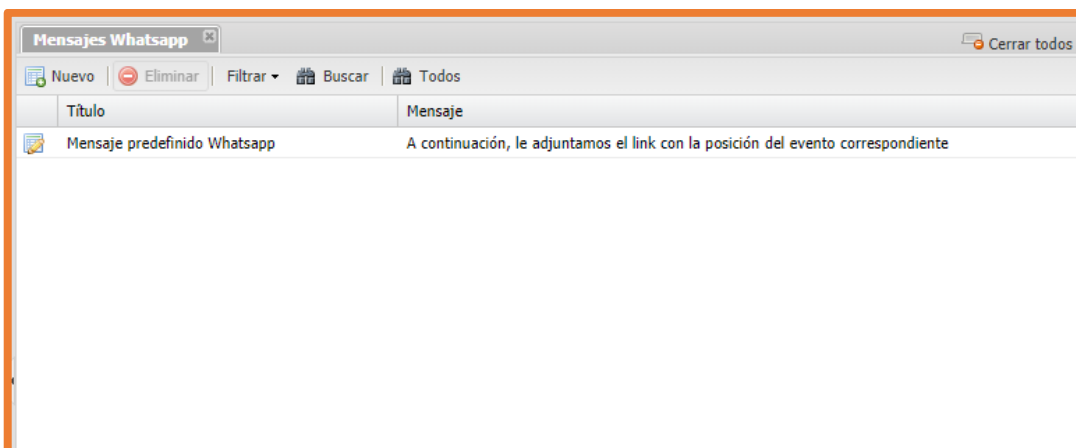 Mensajes Whatsapp Cerrar todos
Nuevo Eliminar Filtrar Buscar Todos
Título Mensaje
Mensaje predefinido Whatsapp A continuación, le adjuntamos el link con la posición del evento correspondiente